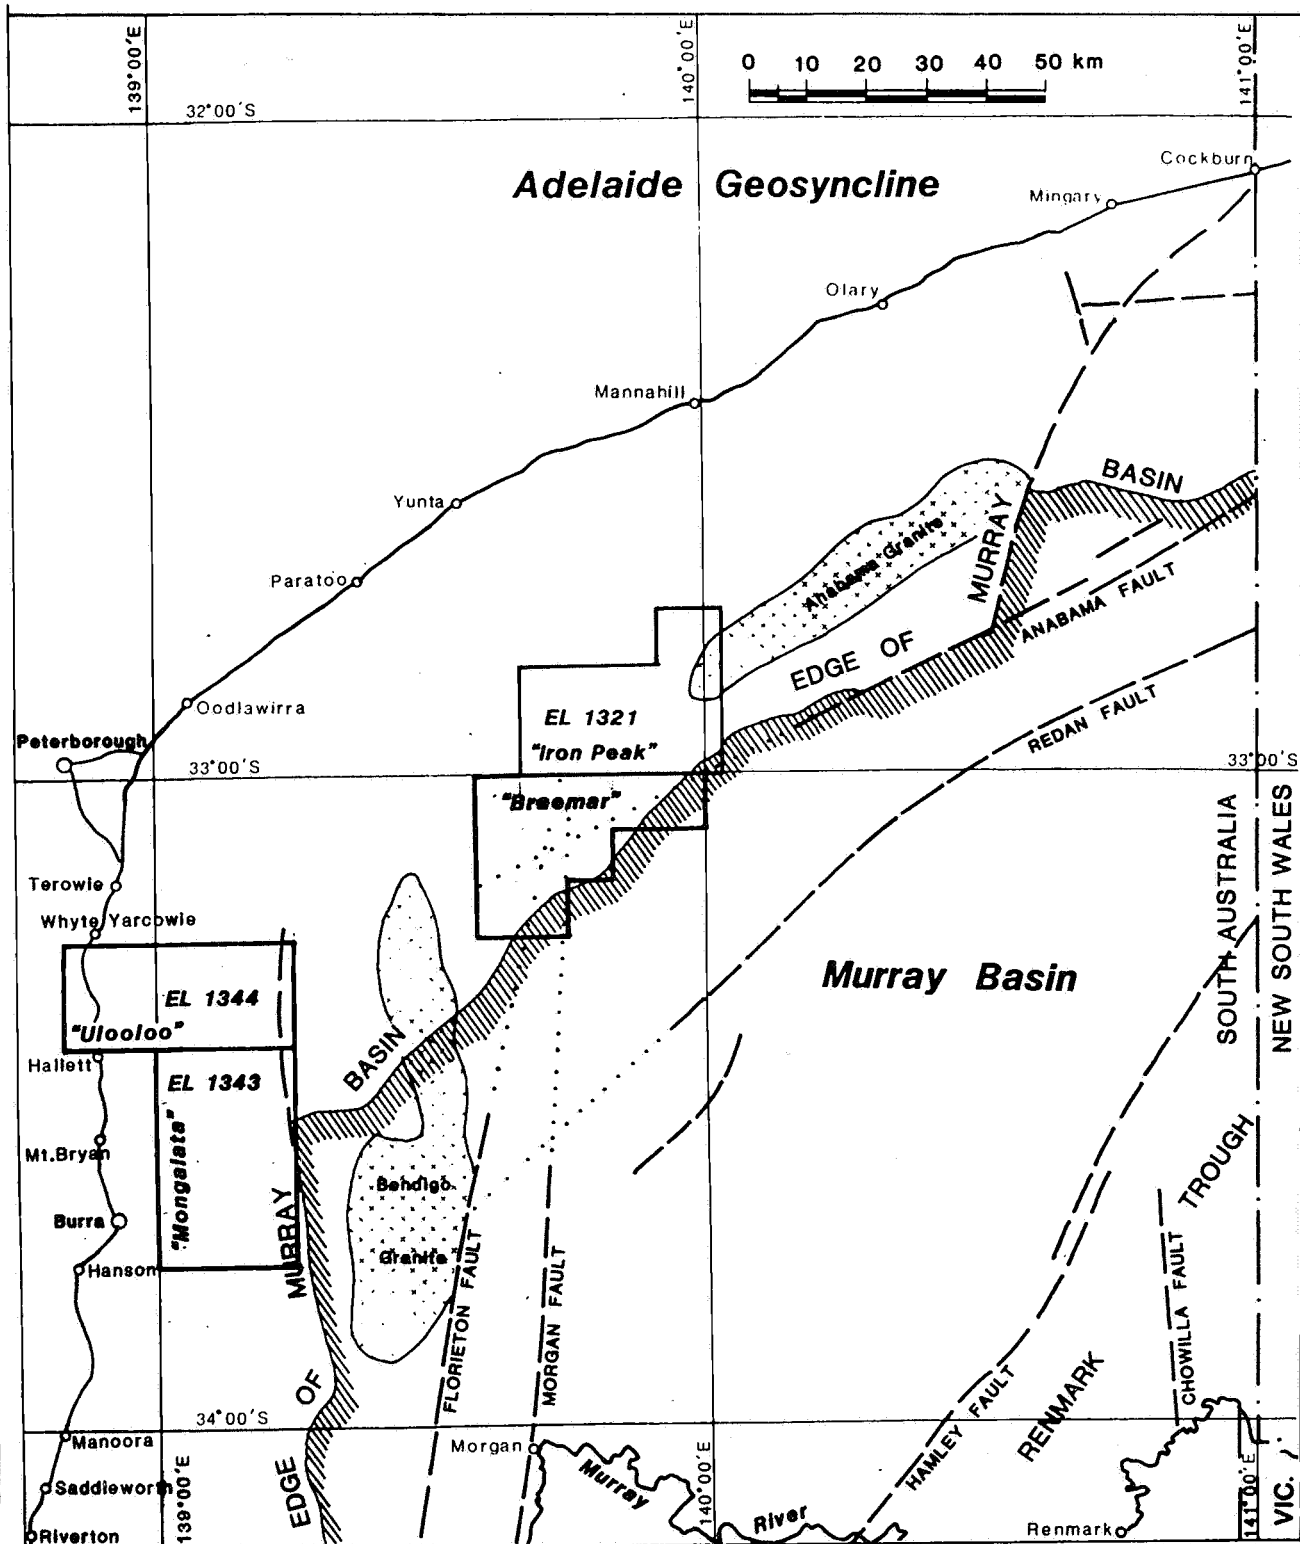 139°00'E
140°00'E
141°00'E
0 10 20 30 40 50 km
32°00'S
Cockburn
Adelaide Geosyncline
Mingary
Olary
Mannahill
BASIN
Yunta
MURRAY
Anabama Granite
Paratoo
ANABAMA FAULT
EDGE OF
Oodlawirra
EL 1321
"Iron Peak"
REDAN FAULT
Peterborough
33°00'S
33°00'S
"Braemar"
SOUTH AUSTRALIA
NEW SOUTH WALES
Terowie
Whyte Yarcowie
Murray Basin
EL 1344
"Ulooloo"
Hallett
BASIN
EL 1343
"Mongalata"
Mt.Bryan
TROUGH
Bendigo
Granite
MURRAY
Burra
Hanson
FLORIETON FAULT
MORGAN FAULT
CHOWILLA FAULT
RENMARK
HAMLEY FAULT
OF
34°00'S
Manoora
Morgan
EDGE
Murray
River
Saddleworth
139°00'E
140°00'E
141°00'E
VIC.
Riverton
Renmark